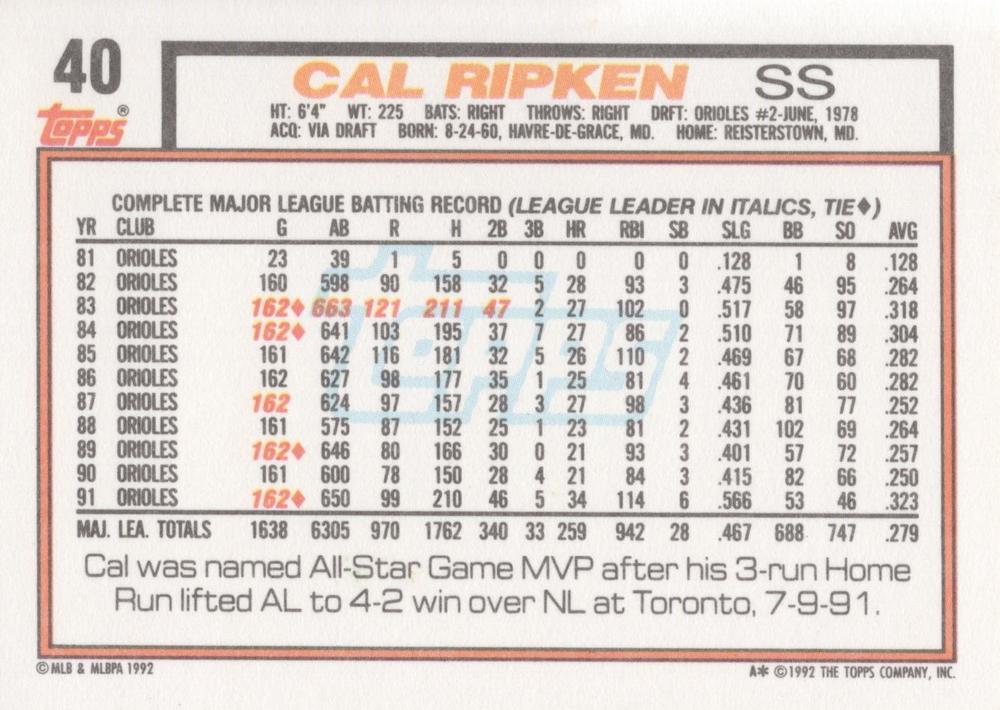 40
Topps®
CAL RIPKEN SS
HT: 6'4" WT: 225 BATS: RIGHT THROWS: RIGHT DRFT: ORIOLES #2-JUNE, 1978
ACQ: VIA DRAFT BORN: 8-24-60, HAVRE-DE-GRACE, MD. HOME: REISTERSTOWN, MD.
COMPLETE MAJOR LEAGUE BATTING RECORD (LEAGUE LEADER IN ITALICS, TIE♦)
YR CLUB G AB R H 2B 3B HR RBI SB SLG BB SO AVG
81 ORIOLES 23 39 1 5 0 0 0 0 0 .128 1 8 .128
82 ORIOLES 160 598 90 158 32 5 28 93 3 .475 46 95 .264
83 ORIOLES 162♦ 663 121 211 47 2 27 102 0 .517 58 97 .318
84 ORIOLES 162♦ 641 103 195 37 7 27 86 2 .510 71 89 .304
85 ORIOLES 161 642 116 181 32 5 26 110 2 .469 67 68 .282
86 ORIOLES 162 627 98 177 35 1 25 81 4 .461 70 60 .282
87 ORIOLES 162 624 97 157 28 3 27 98 3 .436 81 77 .252
88 ORIOLES 161 575 87 152 25 1 23 81 2 .431 102 69 .264
89 ORIOLES 162♦ 646 80 166 30 0 21 93 3 .401 57 72 .257
90 ORIOLES 161 600 78 150 28 4 21 84 3 .415 82 66 .250
91 ORIOLES 162♦ 650 99 210 46 5 34 114 6 .566 53 46 .323
MAJ. LEA. TOTALS 1638 6305 970 1762 340 33 259 942 28 .467 688 747 .279
topps
Cal was named All-Star Game MVP after his 3-run Home
Run lifted AL to 4-2 win over NL at Toronto, 7-9-91.
©MLB & MLBPA 1992
A* ©1992 THE TOPPS COMPANY, INC.